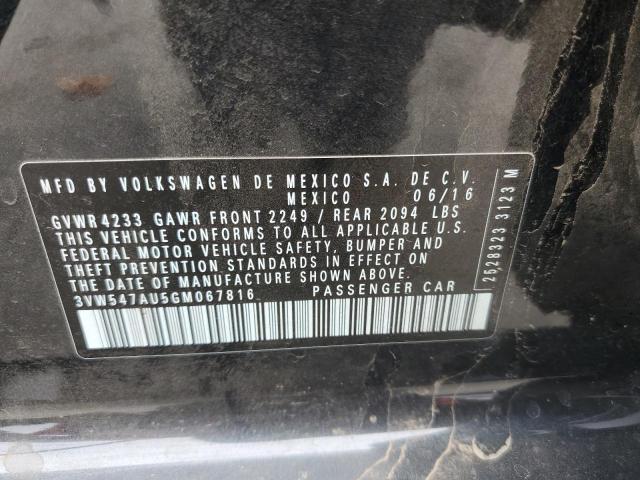 MFD BY VOLKSWAGEN DE MEXICO S.A. DE C.V.
MEXICO 06/16
GVWR 4233 GAWR FRONT 2249 / REAR 2094 LBS
THIS VEHICLE CONFORMS TO ALL APPLICABLE U.S.
FEDERAL MOTOR VEHICLE SAFETY, BUMPER AND
THEFT PREVENTION STANDARDS IN EFFECT ON
THE DATE OF MANUFACTURE SHOWN ABOVE.
3VW547AU5GM067816 PASSENGER CAR
2528323 3123 M